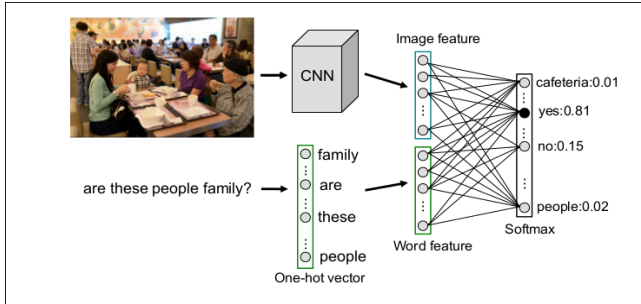 Image feature
CNN
cafeteria:0.01
yes:0.81
no:0.15
people:0.02
Softmax
are these people family?
family
are
these
people
One-hot vector
Word feature